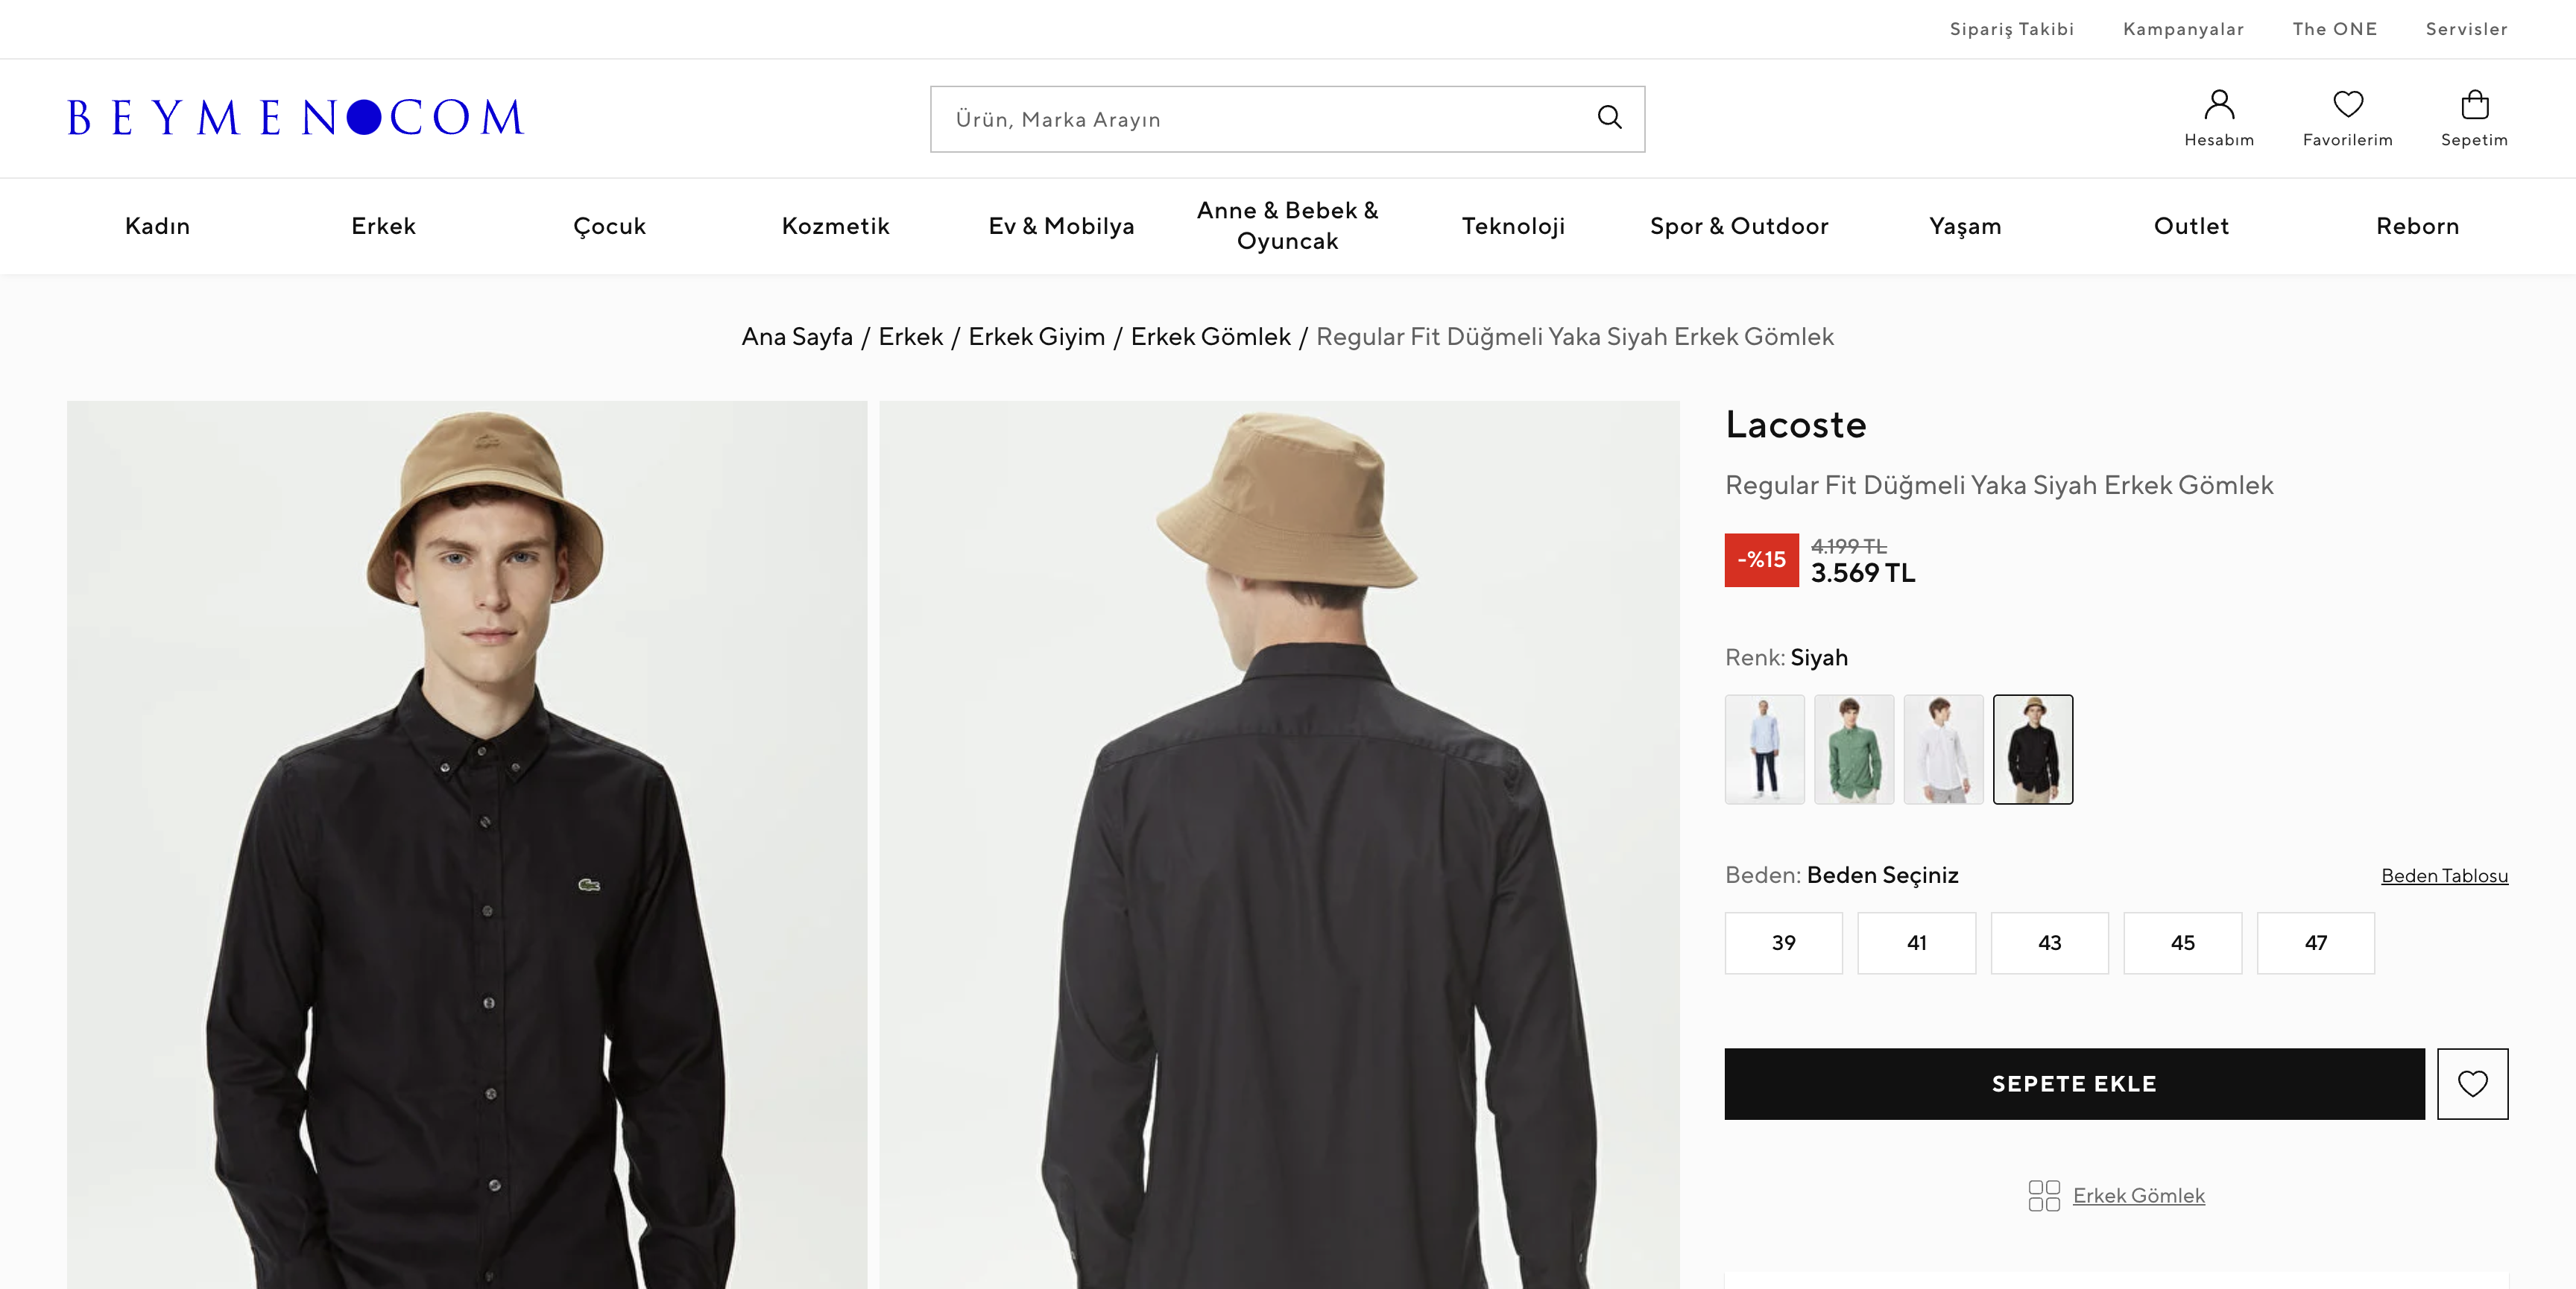 Sipariş Takibi Kampanyalar The ONE Servisler
BEYMEN COM
Ürün, Marka Arayın
Hesabım Favorilerim Sepetim
Kadın Erkek Çocuk Kozmetik Ev & Mobilya Anne & Bebek & Oyuncak Teknoloji Spor & Outdoor Yaşam Outlet Reborn
Ana Sayfa / Erkek / Erkek Giyim / Erkek Gömlek / Regular Fit Düğmeli Yaka Siyah Erkek Gömlek
Lacoste
Regular Fit Düğmeli Yaka Siyah Erkek Gömlek
-%15
4.199 TL
3.569 TL
Renk: Siyah
Beden: Beden Seçiniz
Beden Tablosu
39 41 43 45 47
SEPETE EKLE
Erkek Gömlek